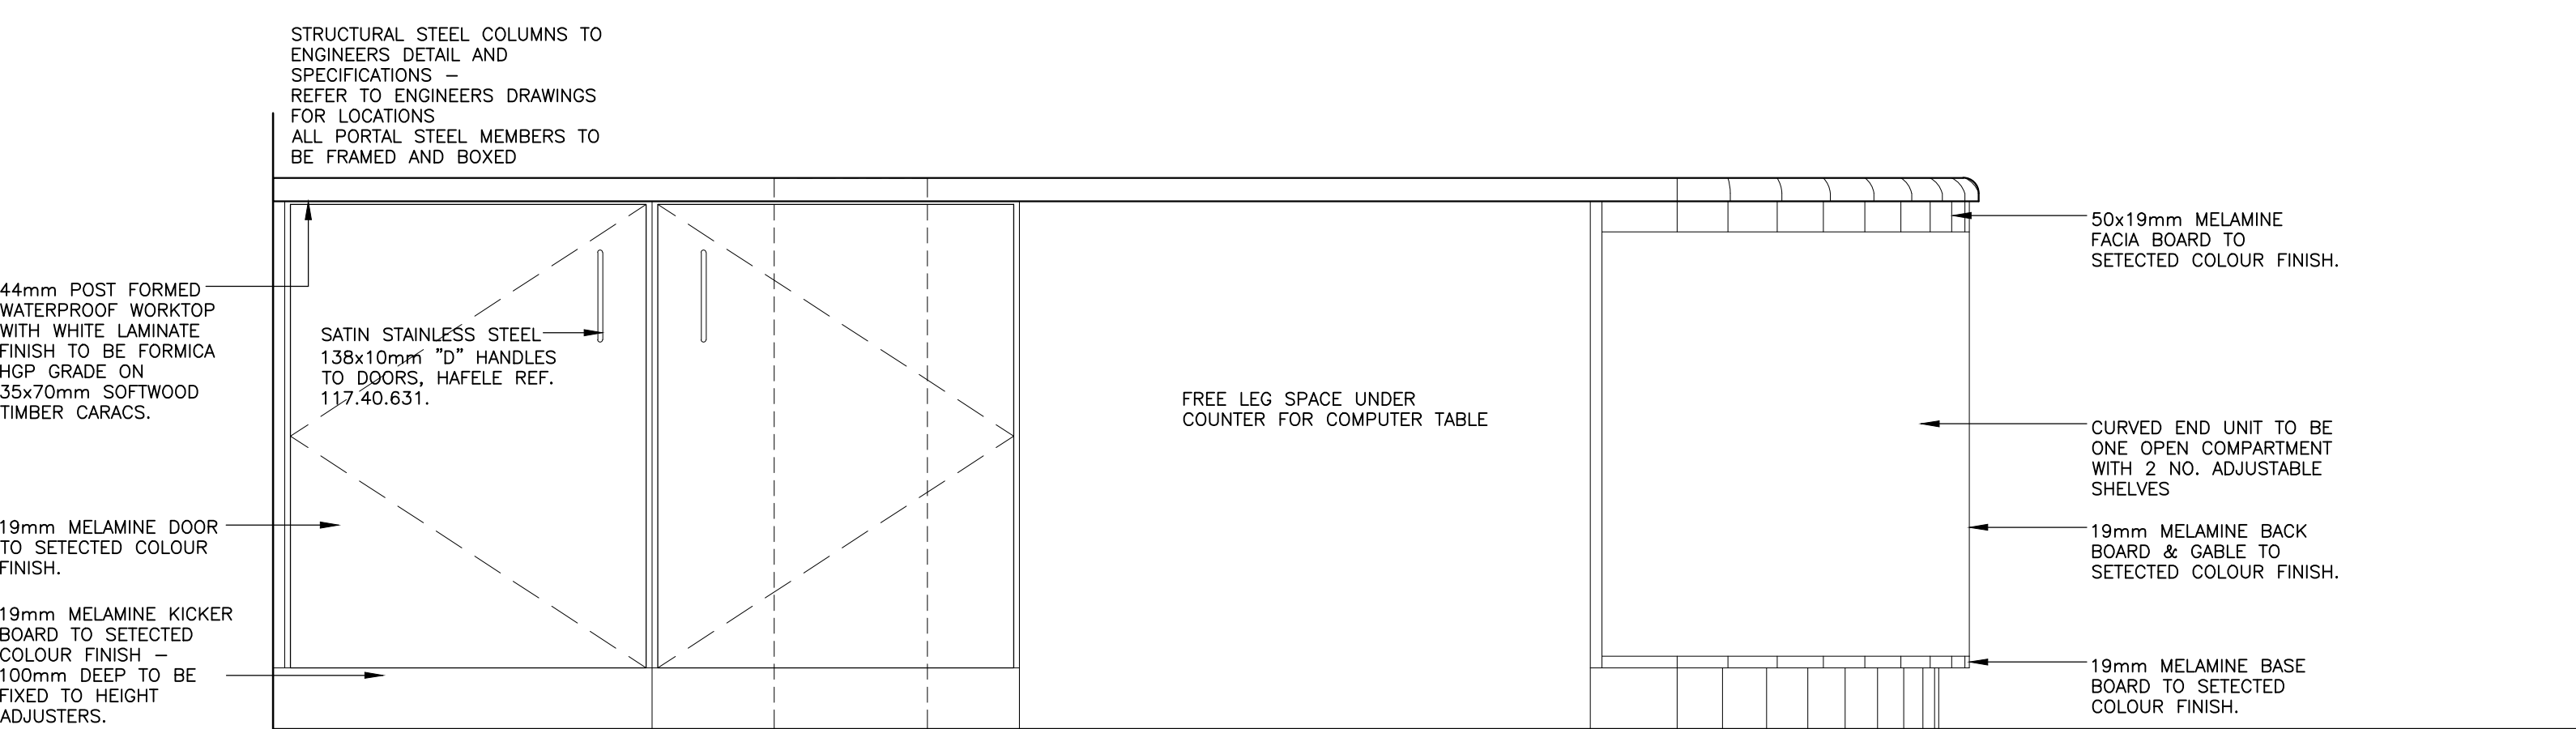 STRUCTURAL STEEL COLUMNS TO
ENGINEERS DETAIL AND
SPECIFICATIONS –
REFER TO ENGINEERS DRAWINGS
FOR LOCATIONS
ALL PORTAL STEEL MEMBERS TO
BE FRAMED AND BOXED
44mm POST FORMED
WATERPROOF WORKTOP
WITH WHITE LAMINATE
FINISH TO BE FORMICA
HGP GRADE ON
35x70mm SOFTWOOD
TIMBER CARACS.
19mm MELAMINE DOOR
TO SETECTED COLOUR
FINISH.
19mm MELAMINE KICKER
BOARD TO SETECTED
COLOUR FINISH –
100mm DEEP TO BE
FIXED TO HEIGHT
ADJUSTERS.
SATIN STAINLESS STEEL
138x10mm "D" HANDLES
TO DOORS, HAFELE REF.
117.40.631.
FREE LEG SPACE UNDER
COUNTER FOR COMPUTER TABLE
50x19mm MELAMINE
FACIA BOARD TO
SETECTED COLOUR FINISH.
CURVED END UNIT TO BE
ONE OPEN COMPARTMENT
WITH 2 NO. ADJUSTABLE
SHELVES
19mm MELAMINE BACK
BOARD & GABLE TO
SETECTED COLOUR FINISH.
19mm MELAMINE BASE
BOARD TO SETECTED
COLOUR FINISH.